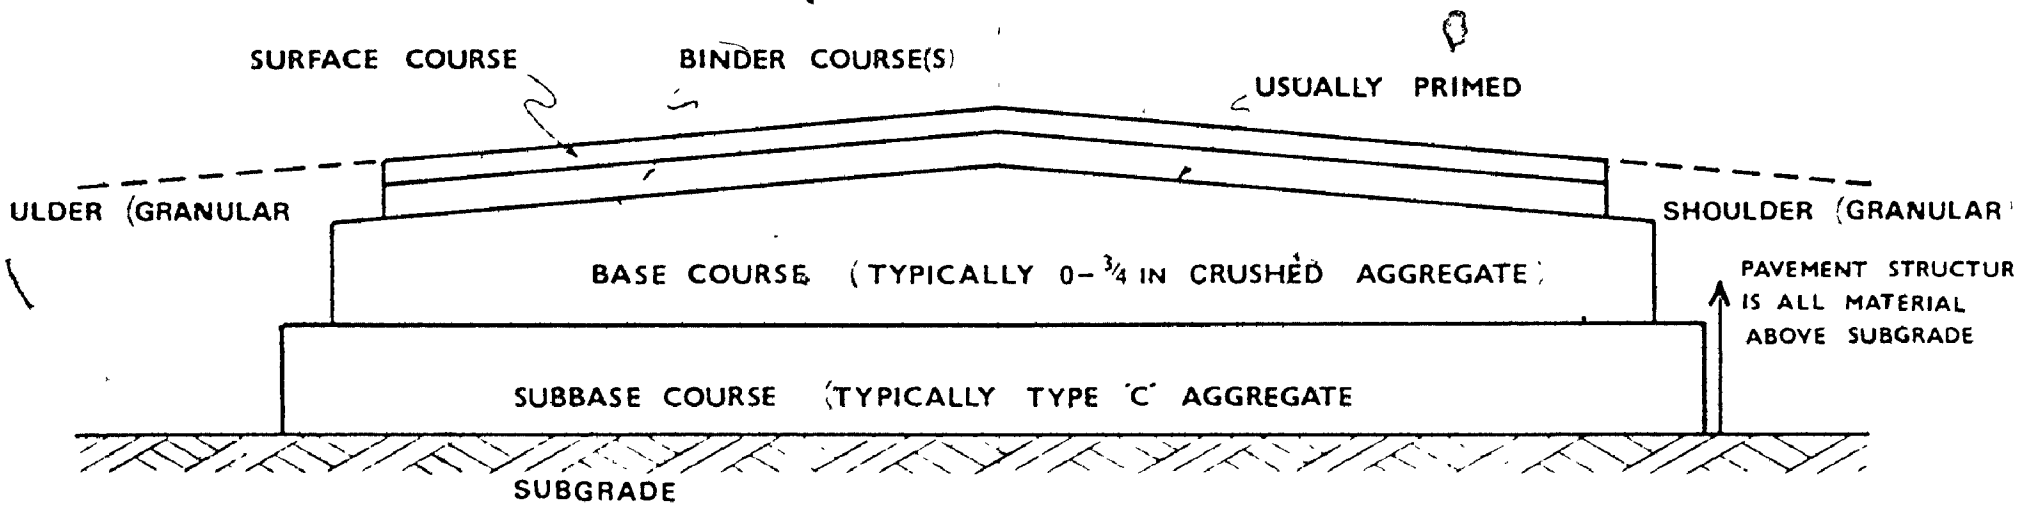 SURFACE COURSE
BINDER COURSE(S)
USUALLY PRIMED
ULDER (GRANULAR
SHOULDER (GRANULAR
BASE COURSE (TYPICALLY 0-¾ IN CRUSHED AGGREGATE)
PAVEMENT STRUCTUR
IS ALL MATERIAL
ABOVE SUBGRADE
SUBBASE COURSE (TYPICALLY TYPE "C" AGGREGATE
SUBGRADE